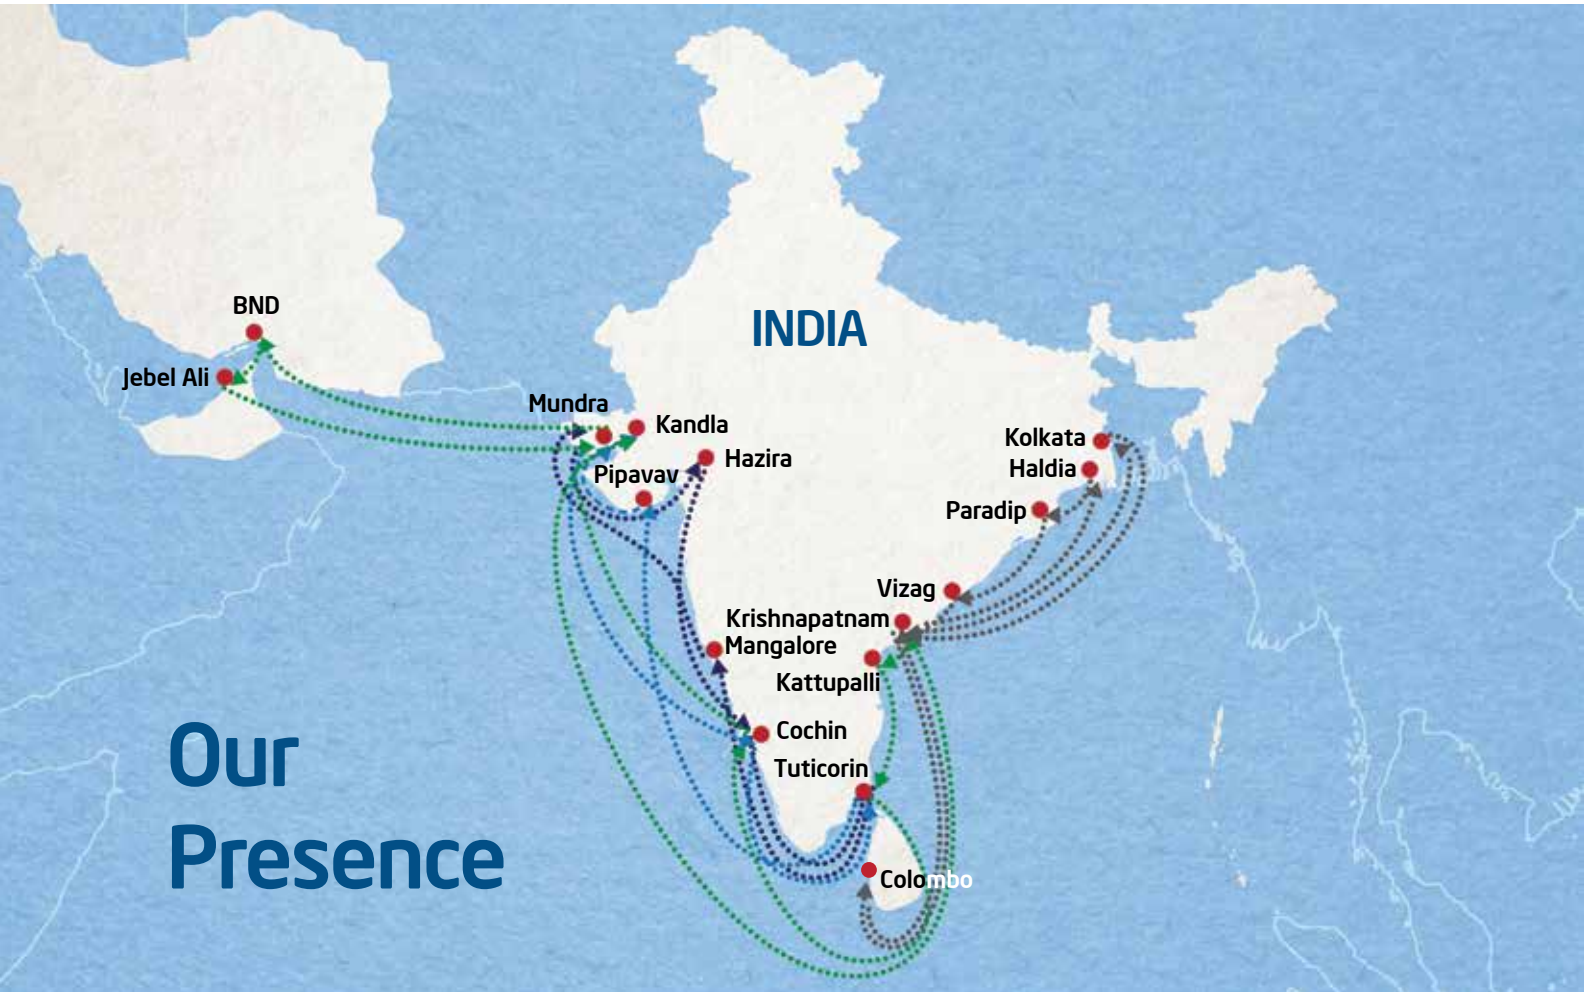 BND
INDIA
Jebel Ali
Mundra
Kandla
Kolkata
Hazira
Haldia
Pipavav
Paradip
Vizag
Krishnapatnam
Mangalore
Kattupalli
Cochin
Tuticorin
Colombo
Our
Presence